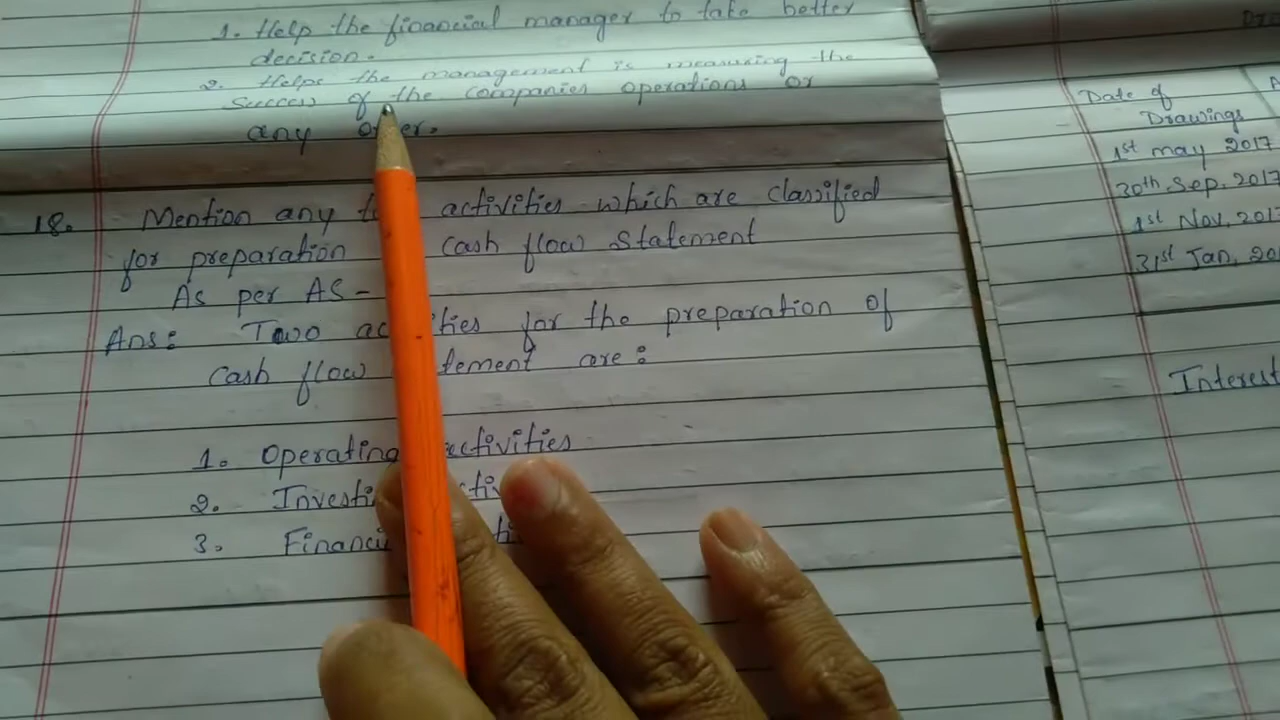 1. Help the financial manager to take better
decision.
2. Helps the management is measuring the
success of the companies operations or
any
18. Mention any activities which are classified
for preparation cash flow statement
As per AS-
Ans: Two for the preparation of
cash flow are:
1. Operating activities
2.
3.
Date of
Drawings
1st may 2017
30th Sep. 2017
1st Nov. 201
31st Jan, 20
Interest